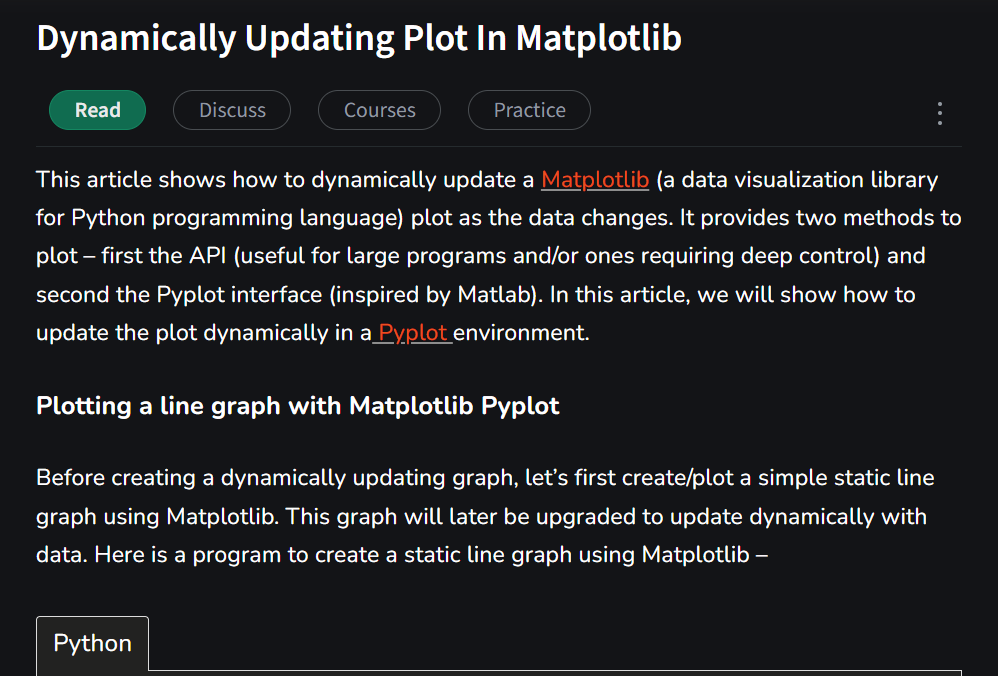 Dynamically Updating Plot In Matplotlib
Read Discuss Courses Practice
This article shows how to dynamically update a Matplotlib (a data visualization library
for Python programming language) plot as the data changes. It provides two methods to
plot – first the API (useful for large programs and/or ones requiring deep control) and
second the Pyplot interface (inspired by Matlab). In this article, we will show how to
update the plot dynamically in a Pyplot environment.
Plotting a line graph with Matplotlib Pyplot
Before creating a dynamically updating graph, let’s first create/plot a simple static line
graph using Matplotlib. This graph will later be upgraded to update dynamically with
data. Here is a program to create a static line graph using Matplotlib –
Python